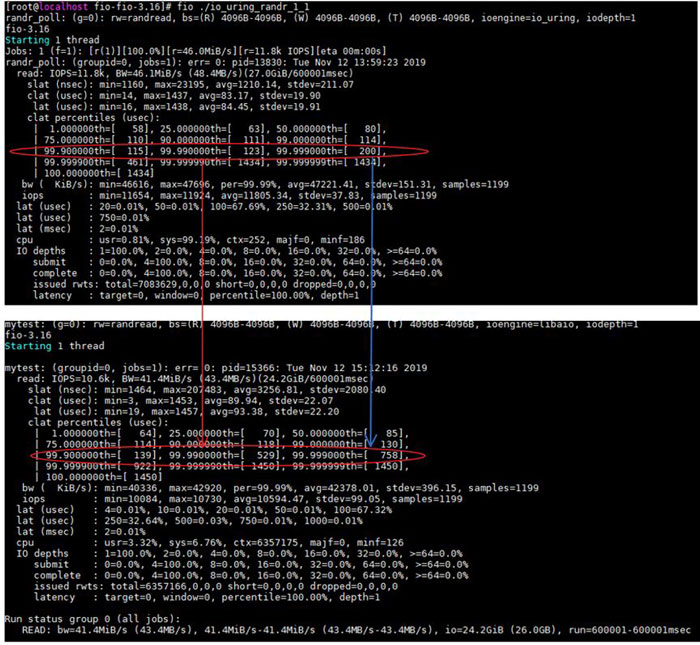 [root@localhost fio-fio-3.16]# fio ./io_uring_randr_1_1
randr_poll: (g=0): rw=randread, bs=(R) 4096B-4096B, (W) 4096B-4096B, (T) 4096B-4096B, ioengine=io_uring, iodepth=1
fio-3.16
Starting 1 thread
Jobs: 1 (f=1): [r(1)][100.0%][r=46.0MiB/s][r=11.8k IOPS][eta 00m:00s]
randr_poll: (groupid=0, jobs=1): err= 0: pid=13830: Tue Nov 12 13:59:23 2019
read: IOPS=11.8k, BW=46.1MiB/s (48.4MB/s)(27.0GiB/600001msec)
slat (nsec): min=1160, max=23195, avg=1210.14, stdev=211.07
clat (usec): min=14, max=1437, avg=83.17, stdev=19.90
lat (usec): min=16, max=1438, avg=84.45, stdev=19.91
clat percentiles (usec):
| 1.000000th=[ 58], 25.000000th=[ 63], 50.000000th=[ 80],
| 75.000000th=[ 110], 90.000000th=[ 111], 99.000000th=[ 114],
| 99.900000th=[ 115], 99.990000th=[ 123], 99.999000th=[ 200],
| 99.999900th=[ 461], 99.999990th=[ 1434], 99.999999th=[ 1434],
| 100.000000th=[ 1434]
bw ( KiB/s): min=46616, max=47696, per=99.99%, avg=47221.41, stdev=151.31, samples=1199
iops : min=11654, max=11924, avg=11805.34, stdev=37.83, samples=1199
lat (usec) : 20=0.01%, 50=0.01%, 100=67.69%, 250=32.31%, 500=0.01%
lat (usec) : 750=0.01%
lat (msec) : 2=0.01%
cpu : usr=0.81%, sys=99.19%, ctx=252, majf=0, minf=186
IO depths : 1=100.0%, 2=0.0%, 4=0.0%, 8=0.0%, 16=0.0%, 32=0.0%, >=64=0.0%
submit : 0=0.0%, 4=100.0%, 8=0.0%, 16=0.0%, 32=0.0%, 64=0.0%, >=64=0.0%
complete : 0=0.0%, 4=100.0%, 8=0.0%, 16=0.0%, 32=0.0%, 64=0.0%, >=64=0.0%
issued rwts: total=7083629,0,0,0 short=0,0,0,0 dropped=0,0,0,0
latency : target=0, window=0, percentile=100.00%, depth=1
mytest: (g=0): rw=randread, bs=(R) 4096B-4096B, (W) 4096B-4096B, (T) 4096B-4096B, ioengine=libaio, iodepth=1
fio-3.16
Starting 1 thread
mytest: (groupid=0, jobs=1): err= 0: pid=15366: Tue Nov 12 15:12:16 2019
read: IOPS=10.6k, BW=41.4MiB/s (43.4MB/s)(24.2GiB/600001msec)
slat (nsec): min=1464, max=207483, avg=3256.81, stdev=2080.40
clat (usec): min=3, max=1453, avg=89.94, stdev=22.07
lat (usec): min=19, max=1457, avg=93.38, stdev=22.20
clat percentiles (usec):
| 1.000000th=[ 64], 25.000000th=[ 70], 50.000000th=[ 85],
| 75.000000th=[ 114], 90.000000th=[ 118], 99.000000th=[ 130],
| 99.900000th=[ 139], 99.990000th=[ 529], 99.999000th=[ 758],
| 99.999900th=[ 922], 99.999990th=[ 1450], 99.999999th=[ 1450],
| 100.000000th=[ 1450]
bw ( KiB/s): min=40336, max=42920, per=99.99%, avg=42378.01, stdev=396.15, samples=1199
iops : min=10084, max=10730, avg=10594.47, stdev=99.05, samples=1199
lat (usec) : 4=0.01%, 10=0.01%, 20=0.01%, 50=0.01%, 100=67.32%
lat (usec) : 250=32.64%, 500=0.03%, 750=0.01%, 1000=0.01%
lat (msec) : 2=0.01%
cpu : usr=3.32%, sys=6.76%, ctx=6357175, majf=0, minf=126
IO depths : 1=100.0%, 2=0.0%, 4=0.0%, 8=0.0%, 16=0.0%, 32=0.0%, >=64=0.0%
submit : 0=0.0%, 4=100.0%, 8=0.0%, 16=0.0%, 32=0.0%, 64=0.0%, >=64=0.0%
complete : 0=0.0%, 4=100.0%, 8=0.0%, 16=0.0%, 32=0.0%, 64=0.0%, >=64=0.0%
issued rwts: total=6357166,0,0,0 short=0,0,0,0 dropped=0,0,0,0
latency : target=0, window=0, percentile=100.00%, depth=1
Run status group 0 (all jobs):
READ: bw=41.4MiB/s (43.4MB/s), 41.4MiB/s-41.4MiB/s (43.4MB/s-43.4MB/s), io=24.2GiB (26.0GB), run=600001-600001msec